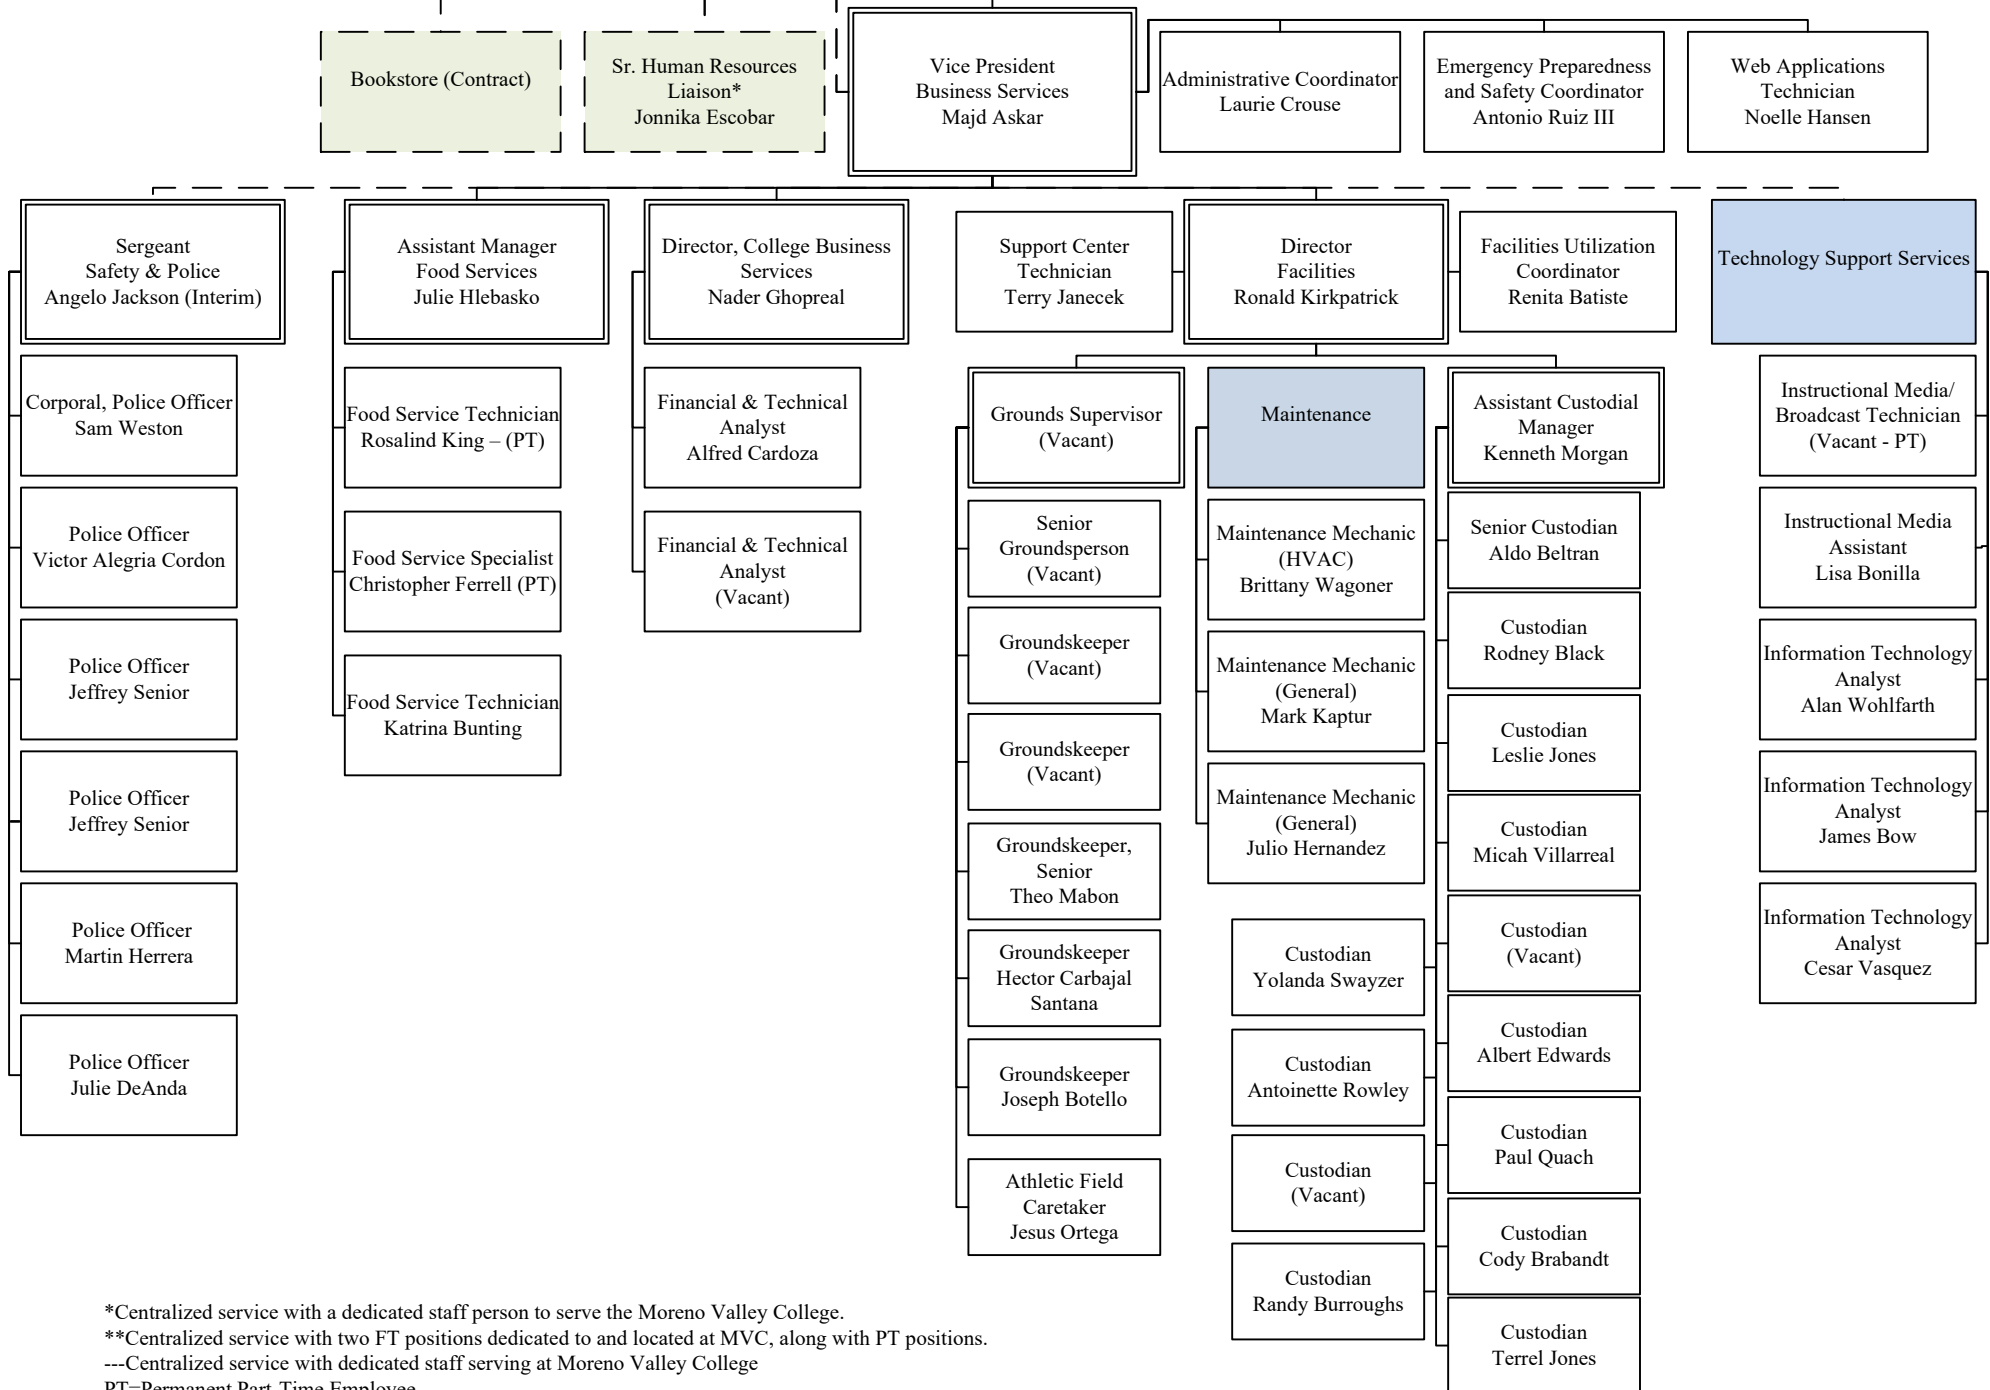 Bookstore (Contract)
Sr. Human Resources
Liaison*
Jonnika Escobar
Vice President
Business Services
Majd Askar
Administrative Coordinator
Laurie Crouse
Emergency Preparedness
and Safety Coordinator
Antonio Ruiz III
Web Applications
Technician
Noelle Hansen
Sergeant
Safety & Police
Angelo Jackson (Interim)
Assistant Manager
Food Services
Julie Hlebasko
Director, College Business
Services
Nader Ghopreal
Support Center
Technician
Terry Janecek
Director
Facilities
Ronald Kirkpatrick
Facilities Utilization
Coordinator
Renita Batiste
Technology Support Services
Corporal, Police Officer
Sam Weston
Police Officer
Victor Alegria Cordon
Police Officer
Jeffrey Senior
Police Officer
Jeffrey Senior
Police Officer
Martin Herrera
Police Officer
Julie DeAnda
Food Service Technician
Rosalind King – (PT)
Food Service Specialist
Christopher Ferrell (PT)
Food Service Technician
Katrina Bunting
Financial & Technical
Analyst
Alfred Cardoza
Financial & Technical
Analyst
(Vacant)
Grounds Supervisor
(Vacant)
Senior
Groundsperson
(Vacant)
Groundskeeper
(Vacant)
Groundskeeper
(Vacant)
Groundskeeper,
Senior
Theo Mabon
Groundskeeper
Hector Carbajal
Santana
Groundskeeper
Joseph Botello
Athletic Field
Caretaker
Jesus Ortega
Maintenance
Maintenance Mechanic
(HVAC)
Brittany Wagoner
Maintenance Mechanic
(General)
Mark Kaptur
Maintenance Mechanic
(General)
Julio Hernandez
Custodian
Yolanda Swayzer
Custodian
Antoinette Rowley
Custodian
(Vacant)
Custodian
Randy Burroughs
Assistant Custodial
Manager
Kenneth Morgan
Senior Custodian
Aldo Beltran
Custodian
Rodney Black
Custodian
Leslie Jones
Custodian
Micah Villarreal
Custodian
(Vacant)
Custodian
Albert Edwards
Custodian
Paul Quach
Custodian
Cody Brabandt
Custodian
Terrel Jones
Instructional Media/
Broadcast Technician
(Vacant - PT)
Instructional Media
Assistant
Lisa Bonilla
Information Technology
Analyst
Alan Wohlfarth
Information Technology
Analyst
James Bow
Information Technology
Analyst
Cesar Vasquez
*Centralized service with a dedicated staff person to serve the Moreno Valley College.
**Centralized service with two FT positions dedicated to and located at MVC, along with PT positions.
---Centralized service with dedicated staff serving at Moreno Valley College
PT=Permanent Part-Time Employee